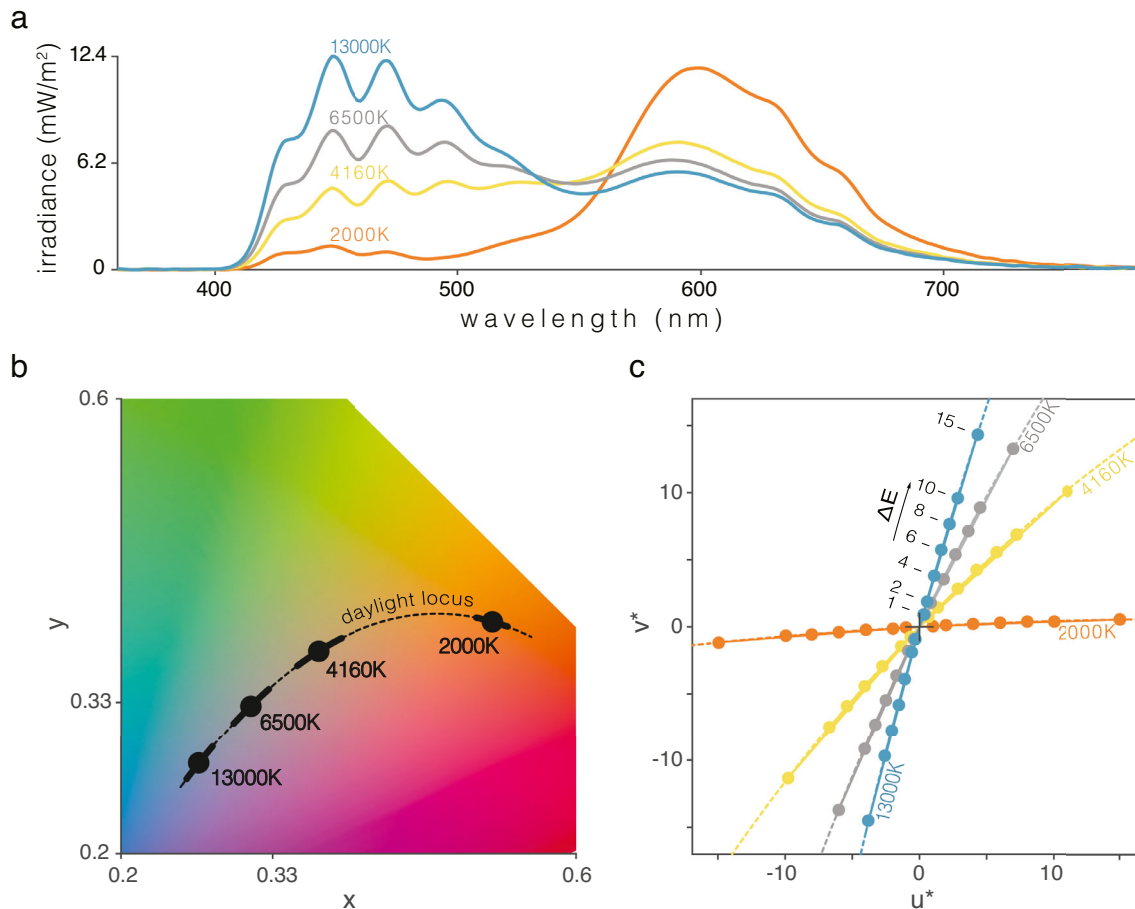 a
12.4
6.2
0
irradiance (mW/m²)
13000K
6500K
4160K
2000K
400
500
600
700
wavelength (nm)
b
0.6
0.33
0.2
y
daylight locus
2000K
4160K
6500K
13000K
0.2
0.33
0.6
x
c
15
10
8
6
4
2
1
ΔE
6500K
4160K
2000K
13000K
10
0
-10
v*
-10
0
10
u*